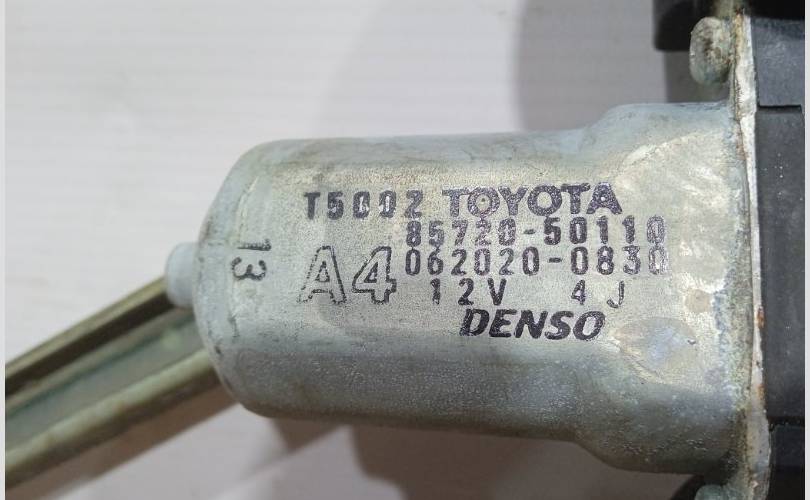 T5002 TOYOTA
85720-50110
A4 062020-0830
12V 4J
DENSO
13